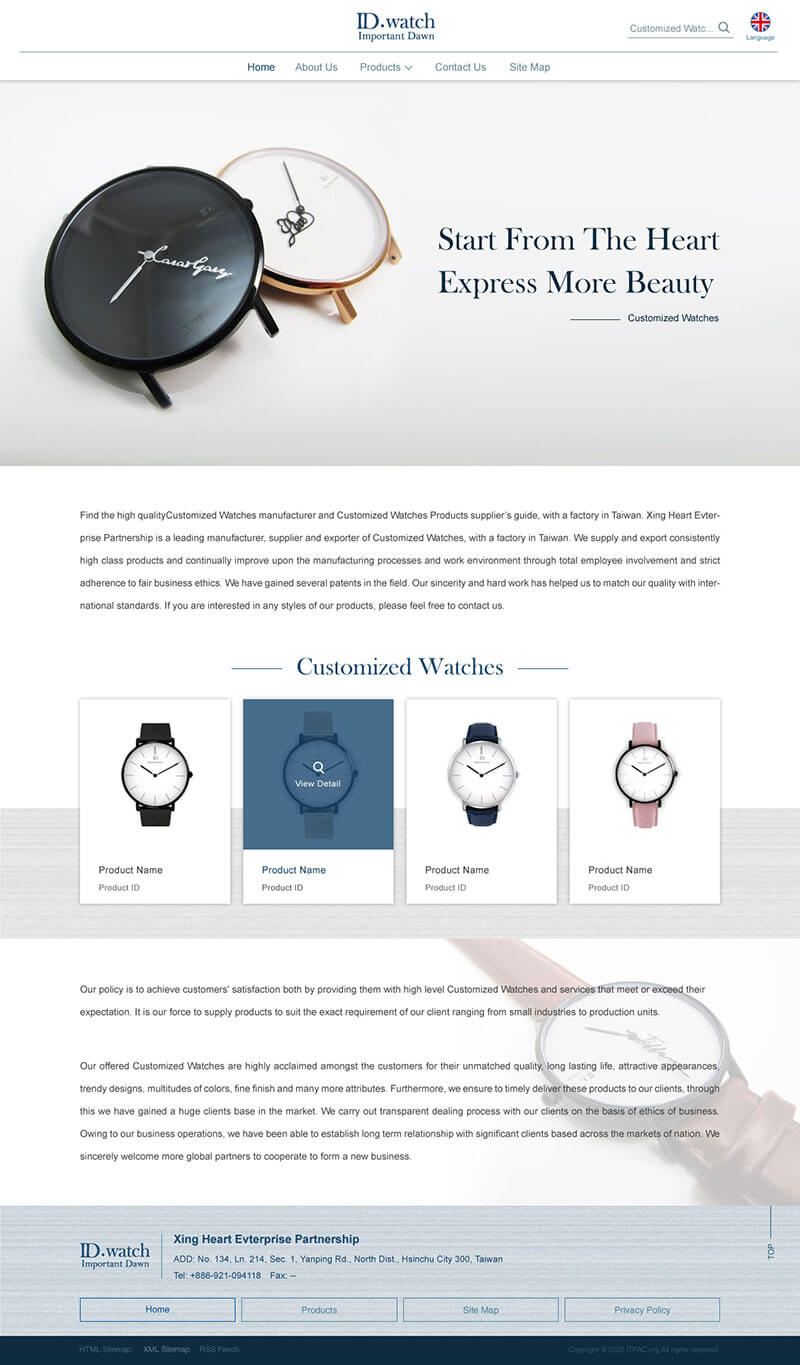 ID.watch
Important Dawn
Customized Watc...
Language
Home About Us Products Contact Us Site Map
Start From The Heart
Express More Beauty
Customized Watches
Find the high qualityCustomized Watches manufacturer and Customized Watches Products supplier's guide, with a factory in Taiwan. Xing Heart Evter-
prise Partnership is a leading manufacturer, supplier and exporter of Customized Watches, with a factory in Taiwan. We supply and export consistently
high class products and continually improve upon the manufacturing processes and work environment through total employee involvement and strict
adherence to fair business ethics. We have gained several patents in the field. Our sincerity and hard work has helped us to match our quality with inter-
national standards. If you are interested in any styles of our products, please feel free to contact us.
Customized Watches
View Detail
Product Name Product Name Product Name Product Name
Product ID Product ID Product ID Product ID
Our policy is to achieve customers' satisfaction both by providing them with high level Customized Watches and services that meet or exceed their
expectation. It is our force to supply products to suit the exact requirement of our client ranging from small industries to production units.
Our offered Customized Watches are highly acclaimed amongst the customers for their unmatched quality, long lasting life, attractive appearances,
trendy designs, multitudes of colors, fine finish and many more attributes. Furthermore, we ensure to timely deliver these products to our clients, through
this we have gained a huge clients base in the market. We carry out transparent dealing process with our clients on the basis of ethics of business.
Owing to our business operations, we have been able to establish long term relationship with significant clients based across the markets of nation. We
sincerely welcome more global partners to cooperate to form a new business.
TOP
ID.watch
Important Dawn
Xing Heart Evterprise Partnership
ADD: No. 134, Ln. 214, Sec. 1, Yanping Rd., North Dist., Hsinchu City 300, Taiwan
Tel: +886-921-094118 Fax: --
Home Products Site Map Privacy Policy
HTML Sitemap XML Sitemap RSS Feeds
Copyright © 2020 ITPAC.org All rights reserved.